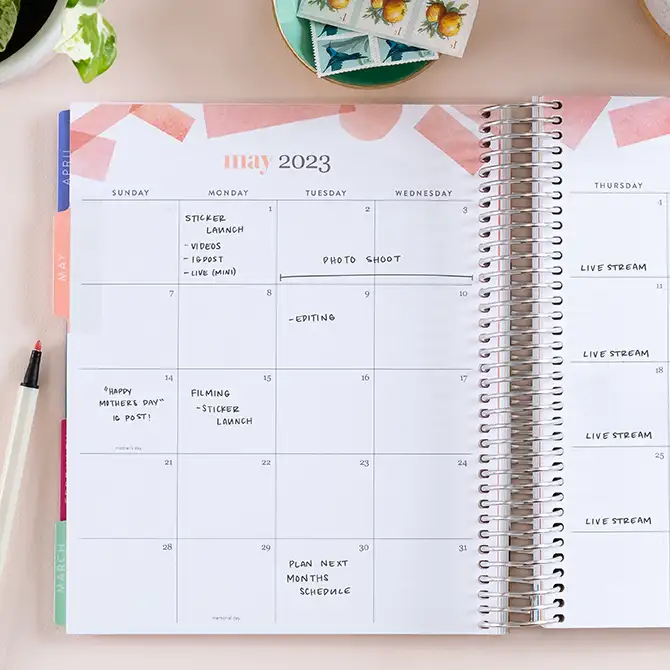 may 2023
SUNDAY MONDAY TUESDAY WEDNESDAY THURSDAY
1 2 3 4
STICKER
LAUNCH
- VIDEOS
- IG POST
- LIVE (MINI)
PHOTO SHOOT
LIVE STREAM
7 8 9 10 11
- EDITING
LIVE STREAM
14 15 16 17 18
"HAPPY
MOTHERS DAY"
IG POST!
mother's day
FILMING
- STICKER
LAUNCH
LIVE STREAM
21 22 23 24 25
LIVE STREAM
28 29 30 31
PLAN NEXT
MONTHS
SCHEDULE
memorial day
APRIL
MAY
MARCH